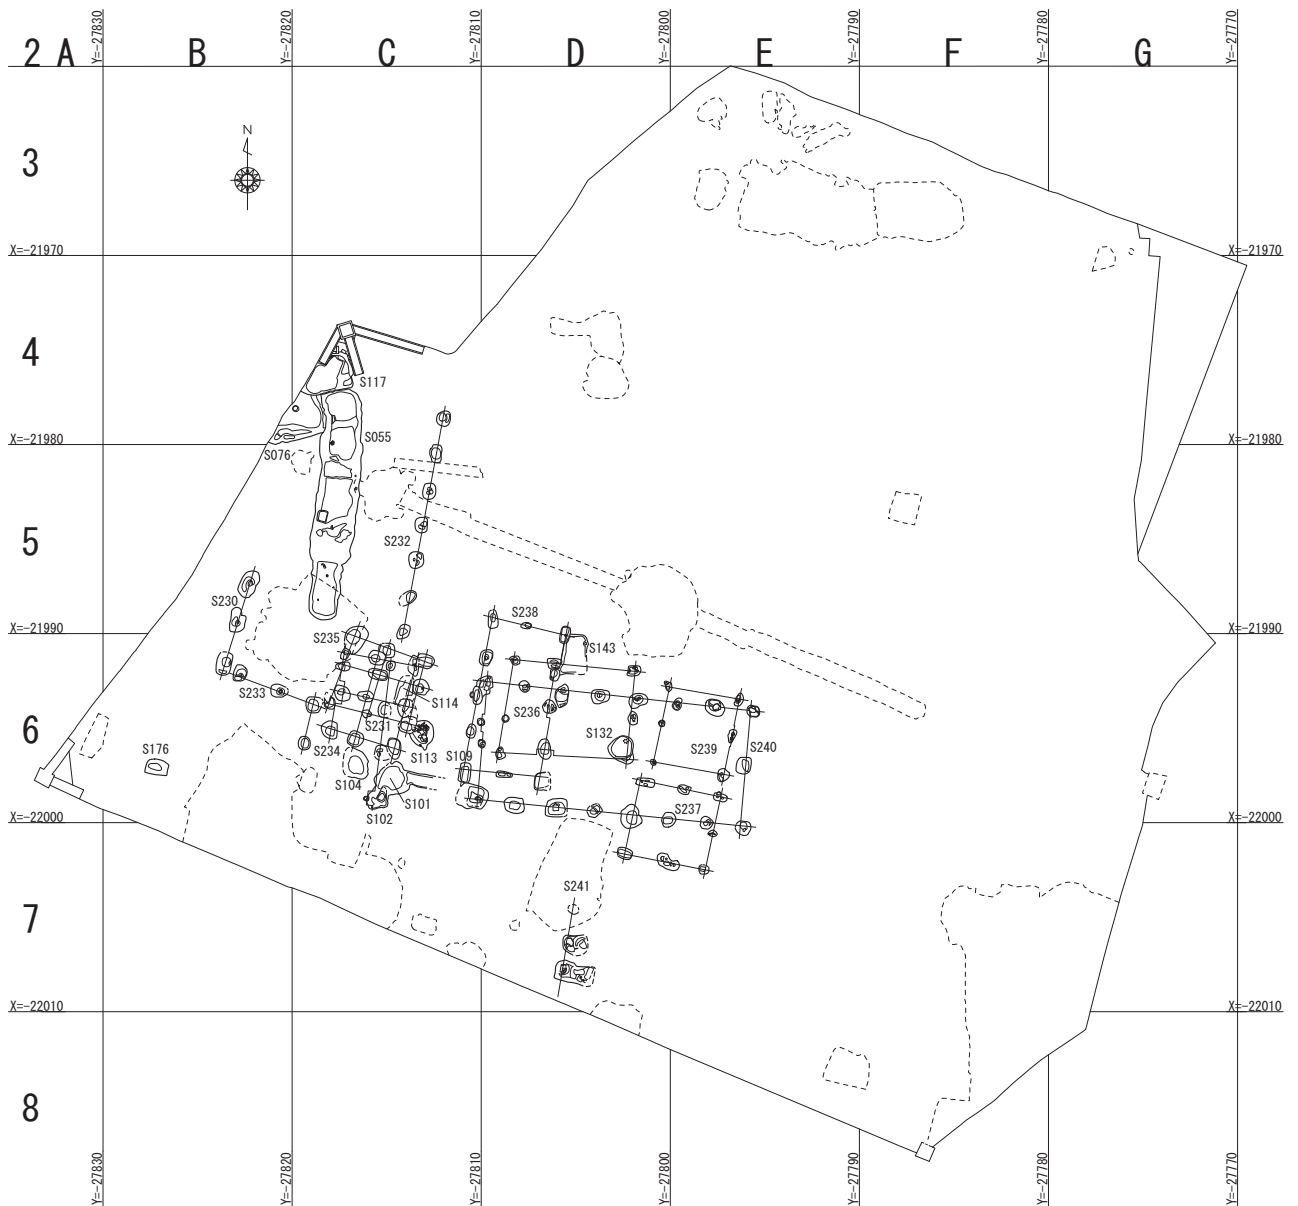 Y=-27830
Y=-27820
Y=-27810
Y=-27800
Y=-27790
Y=-27780
Y=-27770
2 A B C D E F G
N
3
X=-21970 X=-21970
4
S117
S055
X=-21980 X=-21980
S076
5
S232
S230
S238
X=-21990 X=-21990
S235
S143
S233
S114
S236
6
S231
S132
S234
S113
S239
S240
S176
S109
S104
S101
S237
S102
X=-22000 X=-22000
S241
7
X=-22010 X=-22010
8
Y=-27830
Y=-27820
Y=-27810
Y=-27800
Y=-27790
Y=-27780
Y=-27770